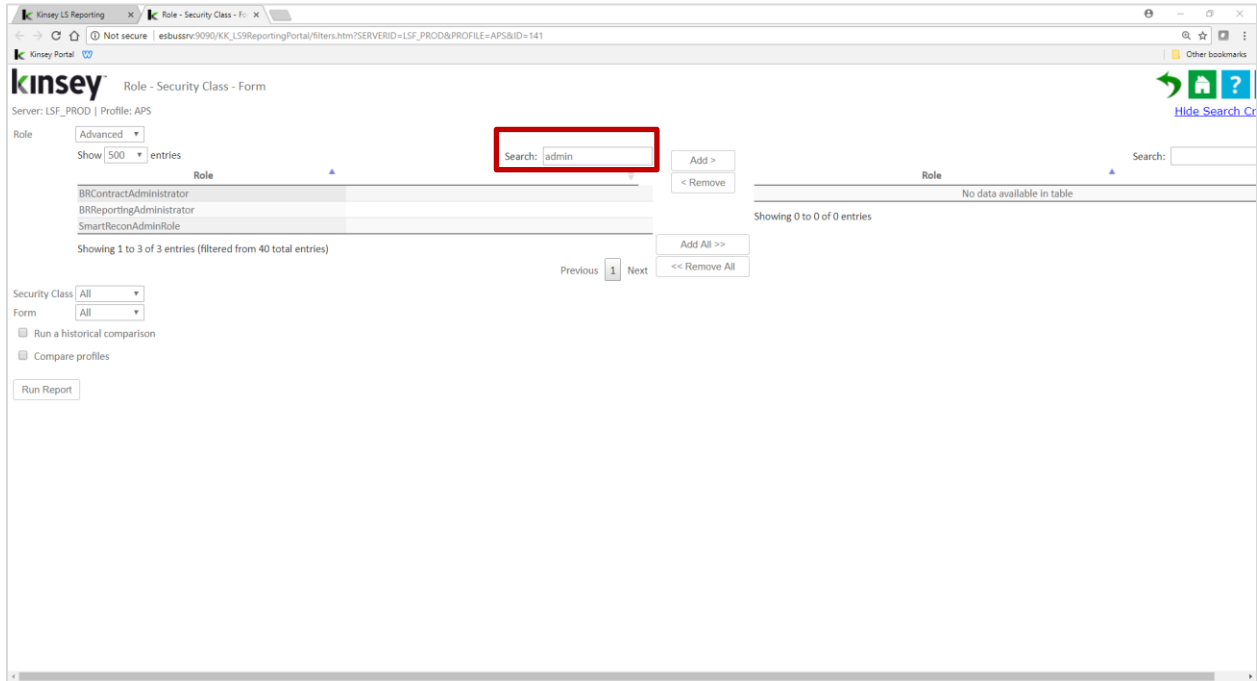 Kinsey LS Reporting
Role - Security Class - Fo
Not secure | esbussrv:9090/KK_LS9ReportingPortal/filters.htm?SERVERID=LSF_PROD&PROFILE=APS&ID=141
Kinsey Portal
Other bookmarks
kinsey Role - Security Class - Form
?
Server: LSF_PROD | Profile: APS
Hide Search Cr
Role Advanced
Show 500 entries
Search: admin
Add >
Search:
Role
< Remove
Role
BRContractAdministrator
No data available in table
BRReportingAdministrator
SmartReconAdminRole
Showing 0 to 0 of 0 entries
Showing 1 to 3 of 3 entries (filtered from 40 total entries)
Add All >>
Previous 1 Next
<< Remove All
Security Class All
Form All
Run a historical comparison
Compare profiles
Run Report